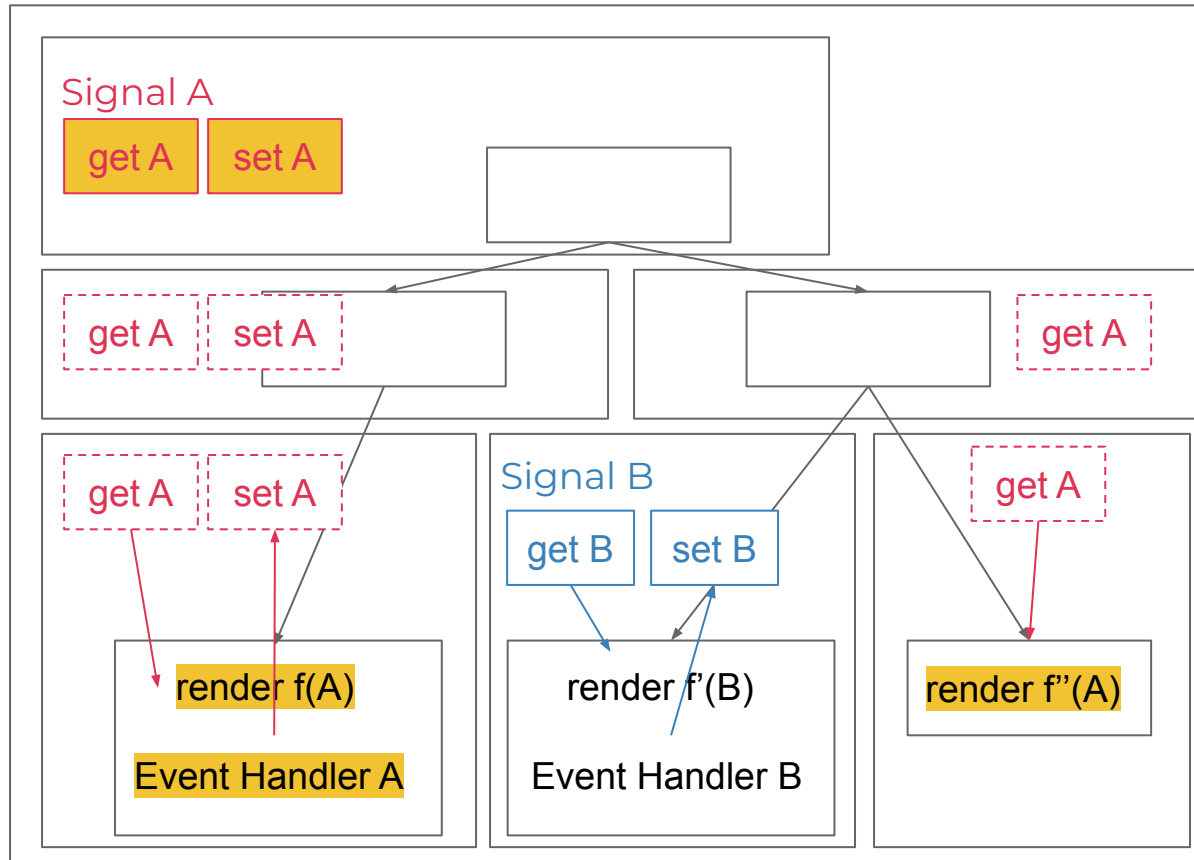 Signal A
get A
set A
get A
set A
get A
get A
set A
Signal B
get B
set B
get A
render f(A)
Event Handler A
render f’(B)
Event Handler B
render f’’(A)